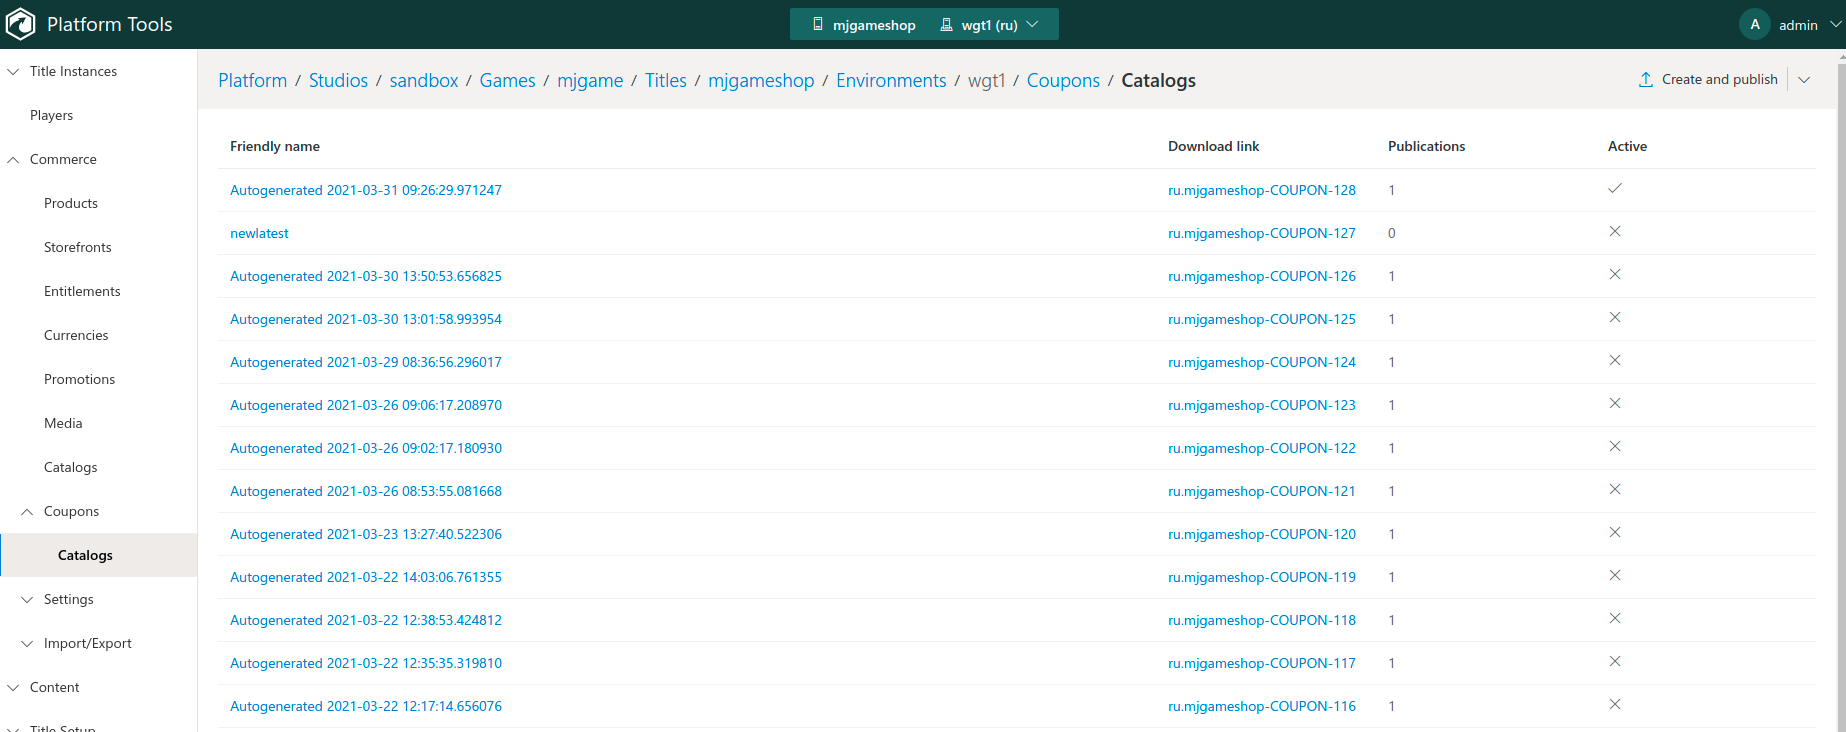 Platform Tools
mjgameshop wgt1 (ru)
A admin
Title Instances
Players
Commerce
Products
Storefronts
Entitlements
Currencies
Promotions
Media
Catalogs
Coupons
Catalogs
Settings
Import/Export
Content
Title Setup
Platform / Studios / sandbox / Games / mjgame / Titles / mjgameshop / Environments / wgt1 / Coupons / Catalogs
Create and publish
Friendly name Download link Publications Active
Autogenerated 2021-03-31 09:26:29.971247 ru.mjgameshop-COUPON-128 1
newlatest ru.mjgameshop-COUPON-127 0
Autogenerated 2021-03-30 13:50:53.656825 ru.mjgameshop-COUPON-126 1
Autogenerated 2021-03-30 13:01:58.993954 ru.mjgameshop-COUPON-125 1
Autogenerated 2021-03-29 08:36:56.296017 ru.mjgameshop-COUPON-124 1
Autogenerated 2021-03-26 09:06:17.208970 ru.mjgameshop-COUPON-123 1
Autogenerated 2021-03-26 09:02:17.180930 ru.mjgameshop-COUPON-122 1
Autogenerated 2021-03-26 08:53:55.081668 ru.mjgameshop-COUPON-121 1
Autogenerated 2021-03-23 13:27:40.522306 ru.mjgameshop-COUPON-120 1
Autogenerated 2021-03-22 14:03:06.761355 ru.mjgameshop-COUPON-119 1
Autogenerated 2021-03-22 12:38:53.424812 ru.mjgameshop-COUPON-118 1
Autogenerated 2021-03-22 12:35:35.319810 ru.mjgameshop-COUPON-117 1
Autogenerated 2021-03-22 12:17:14.656076 ru.mjgameshop-COUPON-116 1